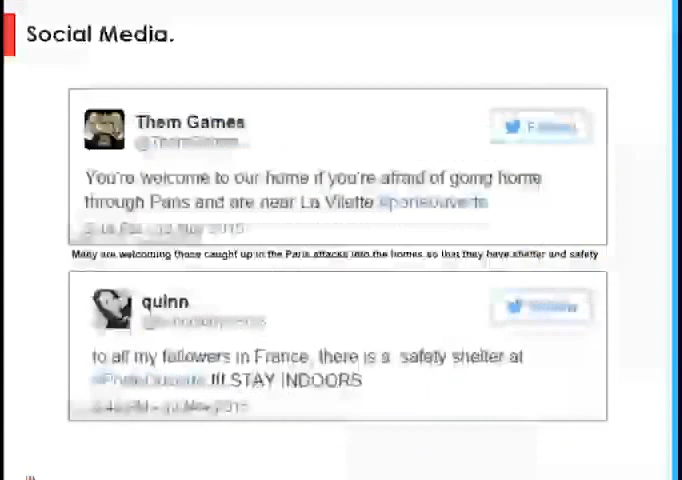 Social Media.
Them Games
You're welcome to our home if you're afraid of going home
through Paris and are near La Vilette #porteouverte
Many are welcoming those caught up in the Paris attacks into the homes so that they have shelter and safety
quinn
to all my followers in France, there is a safety shelter at
#PorteOuverte !!! STAY INDOORS